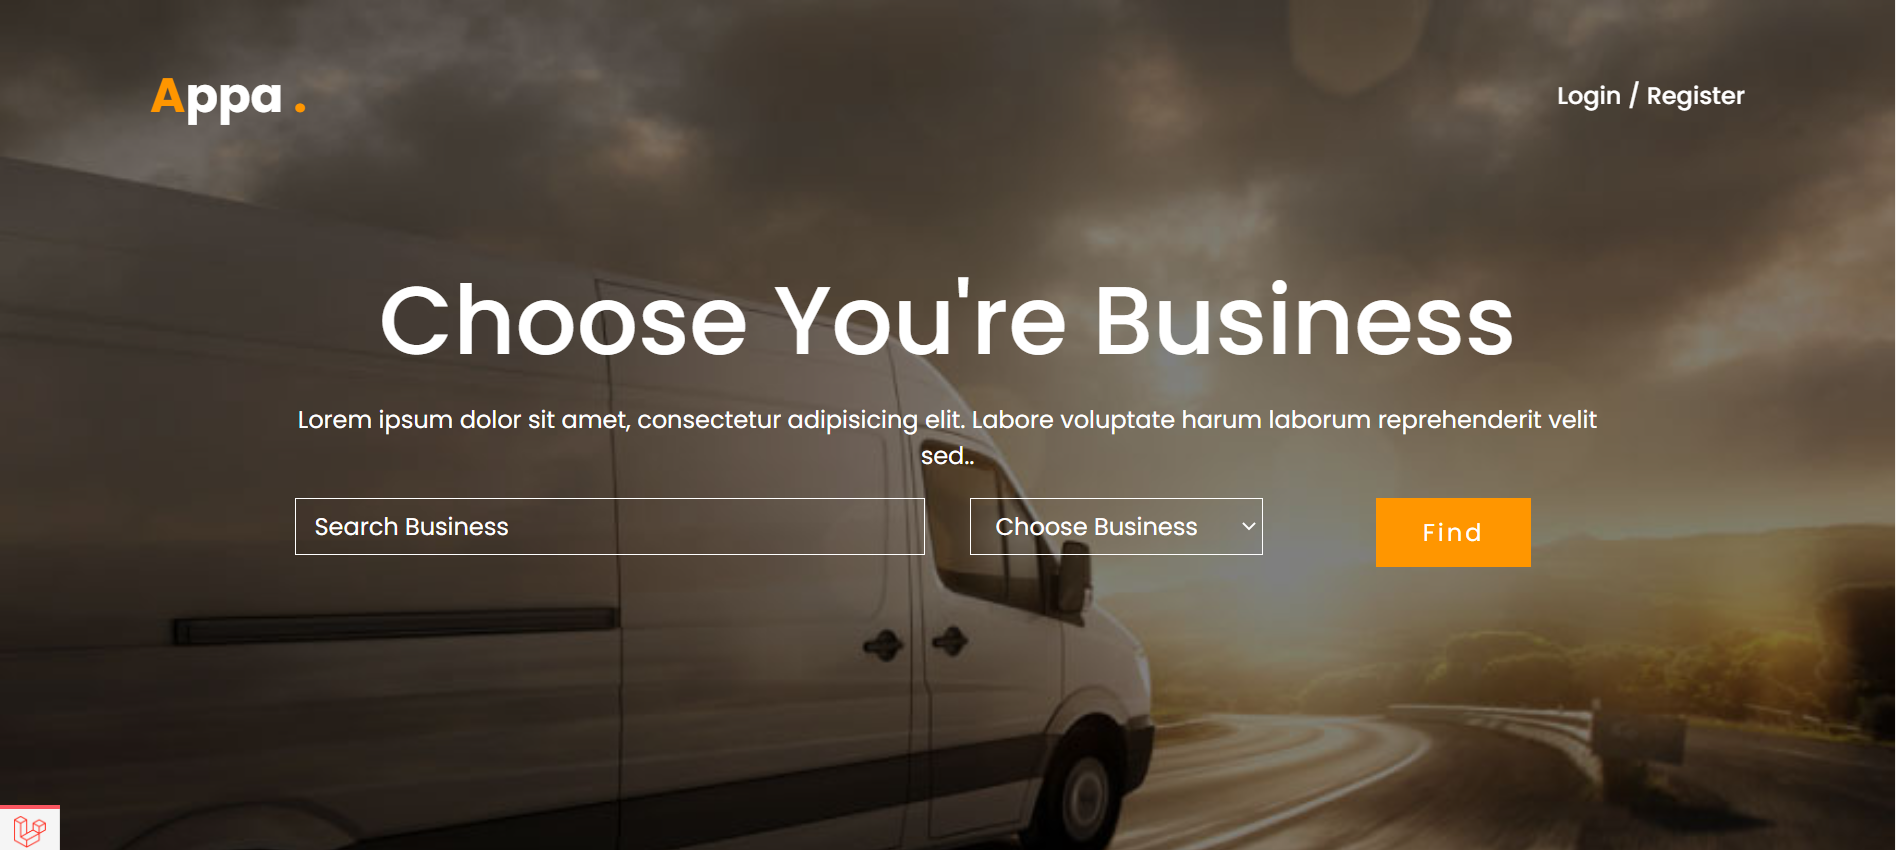 Appa .
Login / Register
Choose You're Business
Lorem ipsum dolor sit amet, consectetur adipisicing elit. Labore voluptate harum laborum reprehenderit velit
sed..
Search Business
Choose Business
Find